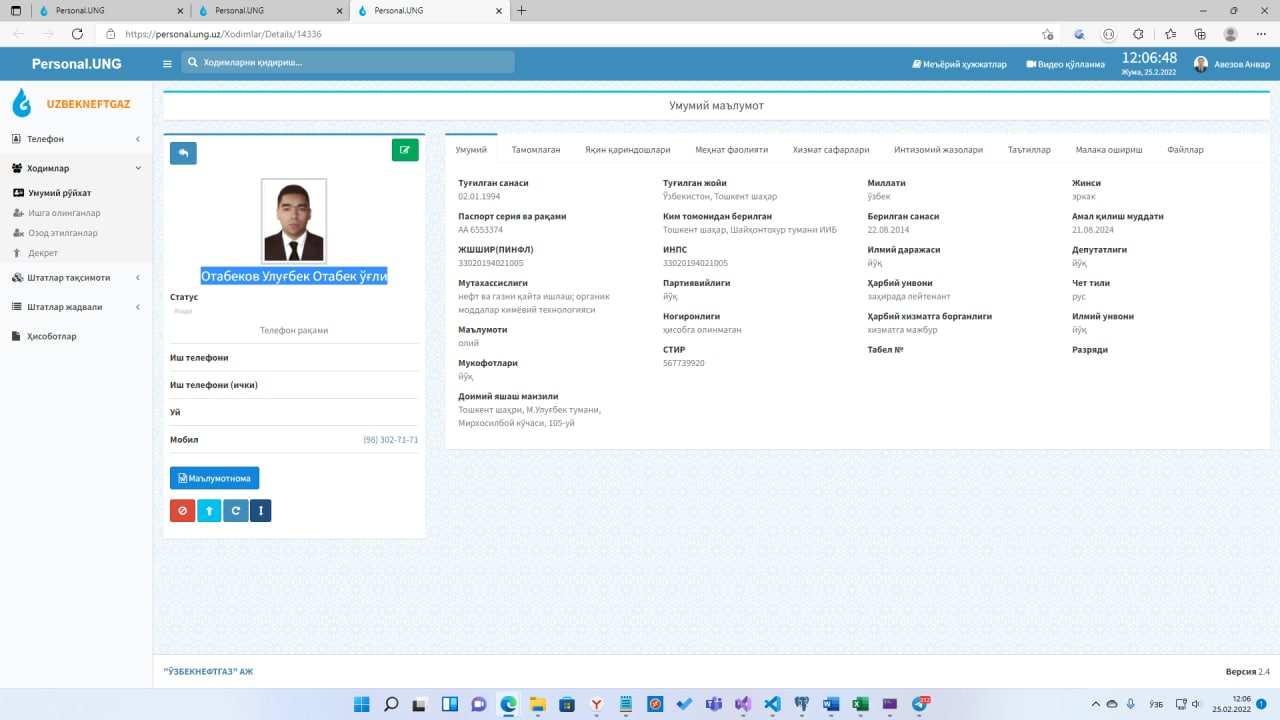 Personal.UNG
Personal.UNG
Personal.UNG
https://personal.ung.uz/Xodimlar/Details/14336
Personal.UNG
Ходимларни қидириш...
Меъёрий ҳужжатлар
Видео қўлланма
12:06:48
Жума, 25.2.2022
Авезов Анвар
UZBEKNEFTGAZ
Телефон
Ходимлар
Умумий рўйхат
Ишга олинганлар
Озод этилганлар
Декрет
Штатлар тақсимоти
Штатлар жадвали
Ҳисоботлар
Умумий маълумот
Отабеков Улуғбек Отабек ўғли
Статус
Ишда
Телефон рақами
Иш телефони
Иш телефони (ички)
Уй
Мобил (98) 302-71-71
Маълумотнома
Умумий Тамомлаган Яқин қариндошлари Меҳнат фаолияти Хизмат сафарлари Интизомий жазолари Таътиллар Малака ошириш Файллар
Туғилган санаси
02.01.1994
Паспорт серия ва рақами
АА 6553374
ЖШШИР(ПИНФЛ)
33020194021005
Мутахассислиги
нефт ва газни қайта ишлаш; органик
моддалар кимёвий технологияси
Маълумоти
олий
Мукофотлари
йўқ
Доимий яшаш манзили
Тошкент шаҳри, М.Улуғбек тумани,
Мирхосилбой кўчаси, 105-уй
Туғилган жойи
Ўзбекистон, Тошкент шаҳар
Ким томонидан берилган
Тошкент шаҳар, Шайҳонтохур тумани ИИБ
ИНПС
33020194021005
Партиявийлиги
йўқ
Ногиронлиги
ҳисобга олинмаган
СТИР
567739920
Миллати
ўзбек
Берилган санаси
22.08.2014
Илмий даражаси
йўқ
Ҳарбий унвони
заҳирада лейтенант
Ҳарбий хизматга борганлиги
хизматга мажбур
Табел №
Жинси
эркак
Амал қилиш муддати
21.08.2024
Депутатлиги
йўқ
Чет тили
рус
Илмий унвони
йўқ
Разряди
"ЎЗБЕКНЕФТГАЗ" АЖ
Версия 2.4
ЎЗБ
12:06
25.02.2022